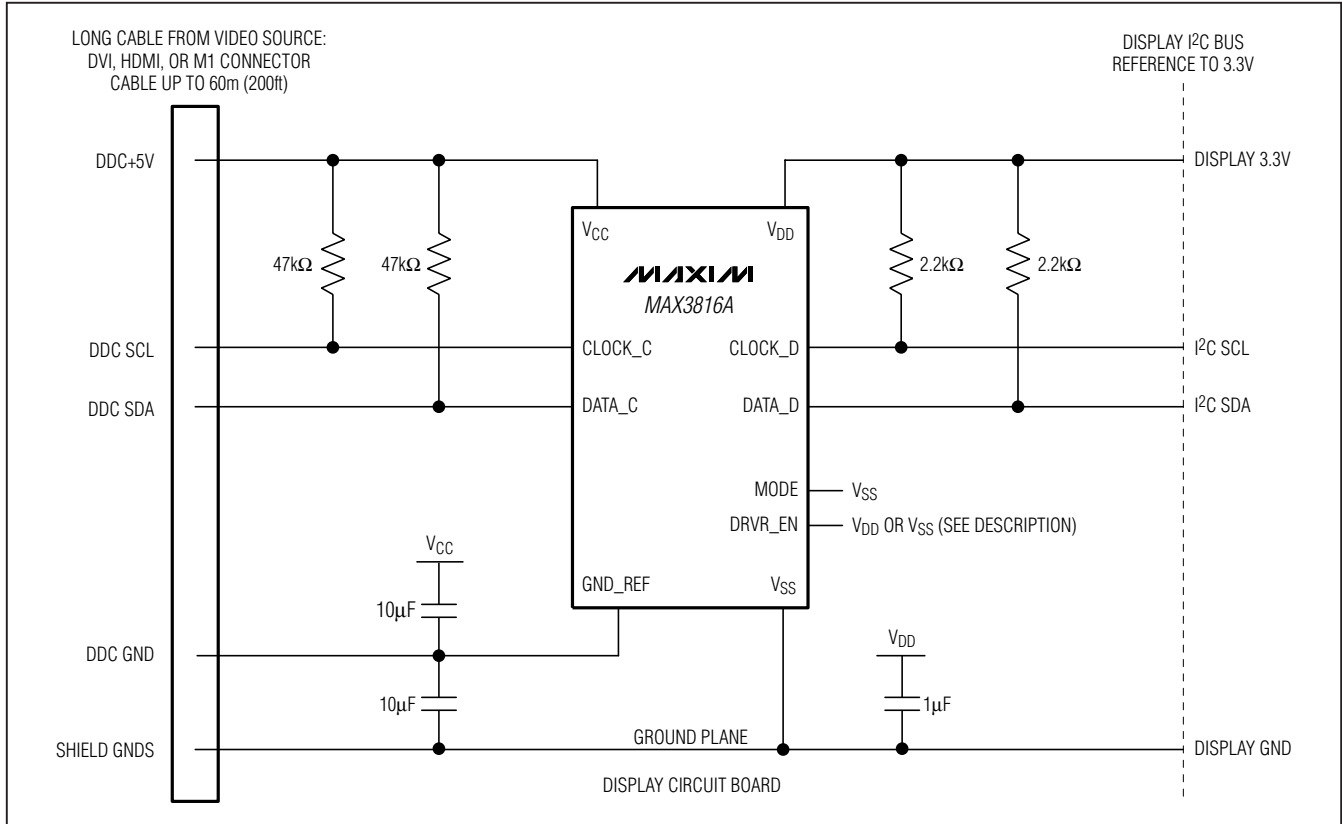 LONG CABLE FROM VIDEO SOURCE:
DVI, HDMI, OR M1 CONNECTOR
CABLE UP TO 60m (200ft)
DISPLAY I²C BUS
REFERENCE TO 3.3V
DDC+5V
DISPLAY 3.3V
VCC
VDD
47kΩ
47kΩ
MAXIM
MAX3816A
2.2kΩ
2.2kΩ
DDC SCL
CLOCK_C
CLOCK_D
I²C SCL
DDC SDA
DATA_C
DATA_D
I²C SDA
MODE
VSS
DRVR_EN
VDD OR VSS (SEE DESCRIPTION)
VCC
GND_REF
VSS
10μF
DDC GND
VDD
10μF
1μF
SHIELD GNDS
GROUND PLANE
DISPLAY GND
DISPLAY CIRCUIT BOARD